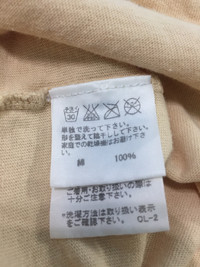 30
単独で洗って下さい。
形を整えて陰干しして下さい。
家庭での乾燥機はお避け下さい。
綿 100%
ご着用・お取り扱いの際は
十分ご注意下さい。
*洗濯方法は取り扱い表示
をご確認下さい。 QL-2